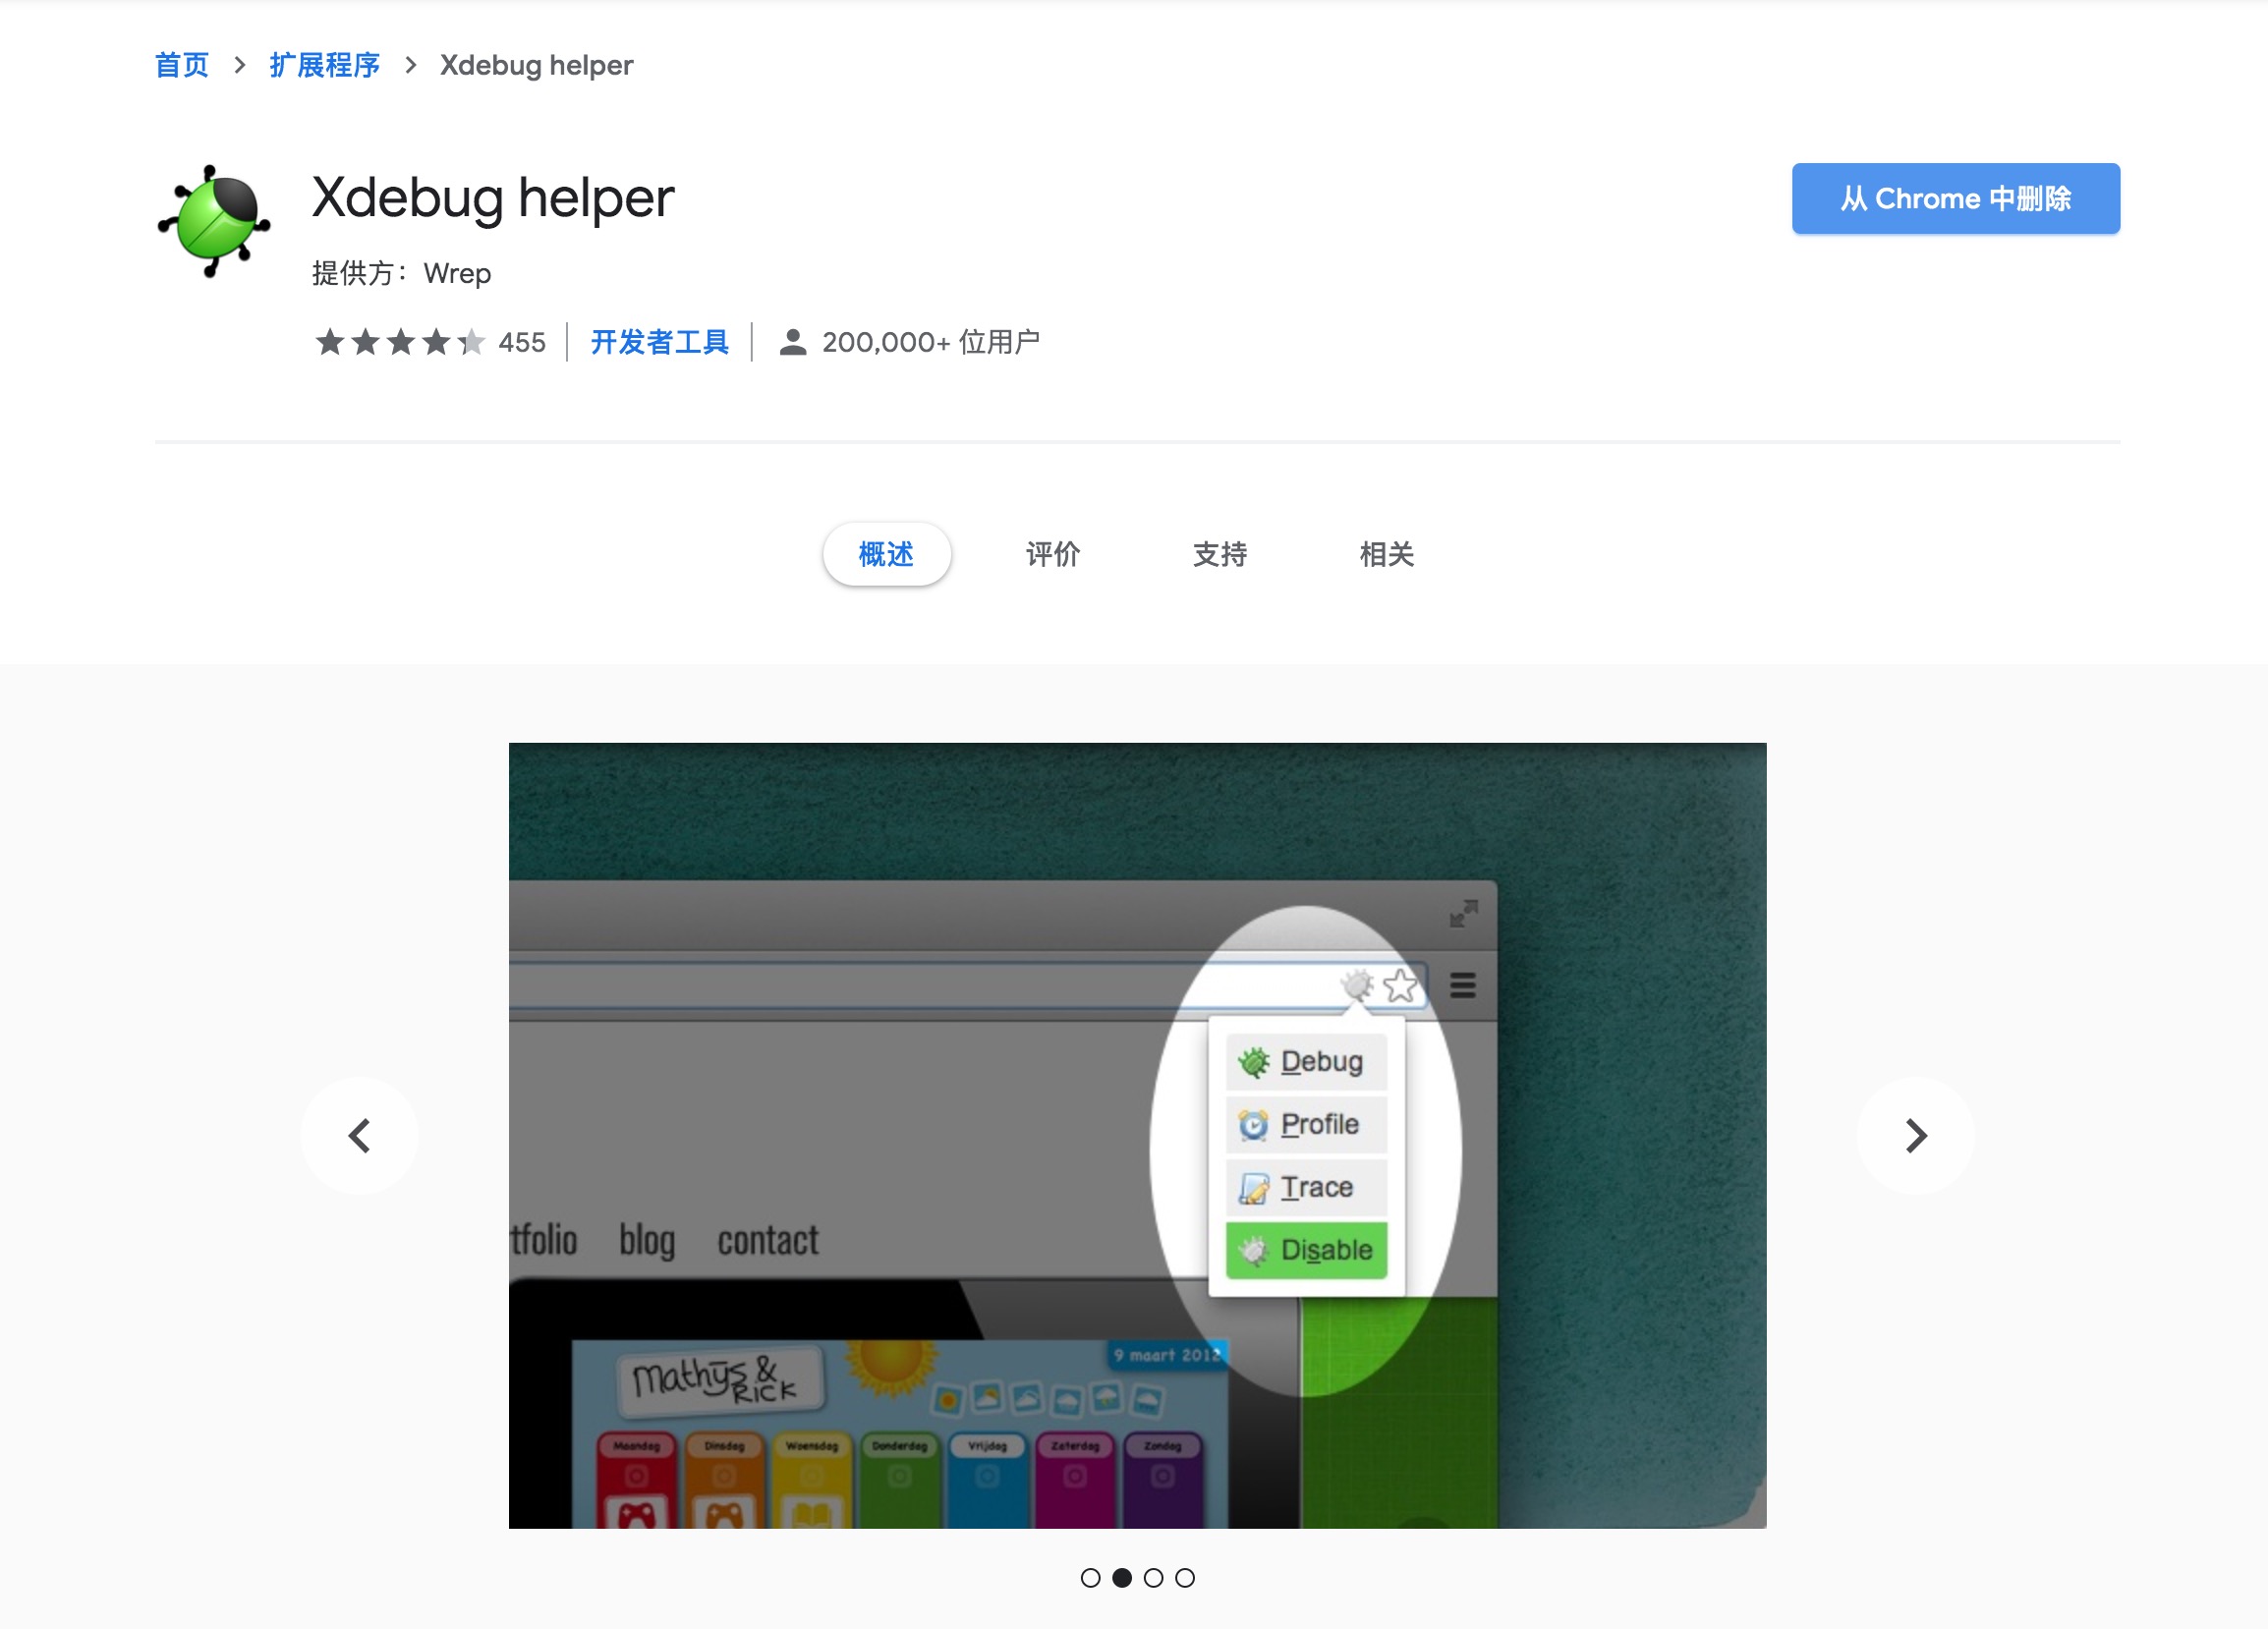 首页 > 扩展程序 > Xdebug helper
Xdebug helper
从 Chrome 中删除
提供方：Wrep
455 开发者工具 200,000+ 位用户
概述 评价 支持 相关
Debug
Profile
Trace
Disable
tfolio blog contact
mathijs &
RICK
9 maart 2012
Maandag Dinsdag Woensdag Donderdag Vrijdag Zaterdag Zondag